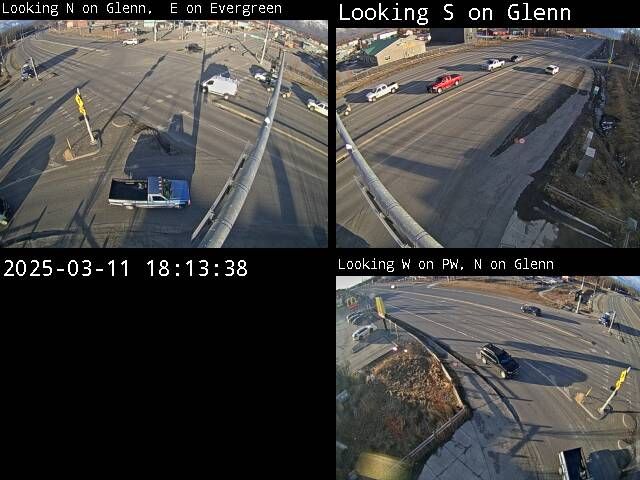 Looking N on Glenn,  E on Evergreen
Looking S on Glenn
2025-03-11 18:13:38
Looking W on PW, N on Glenn